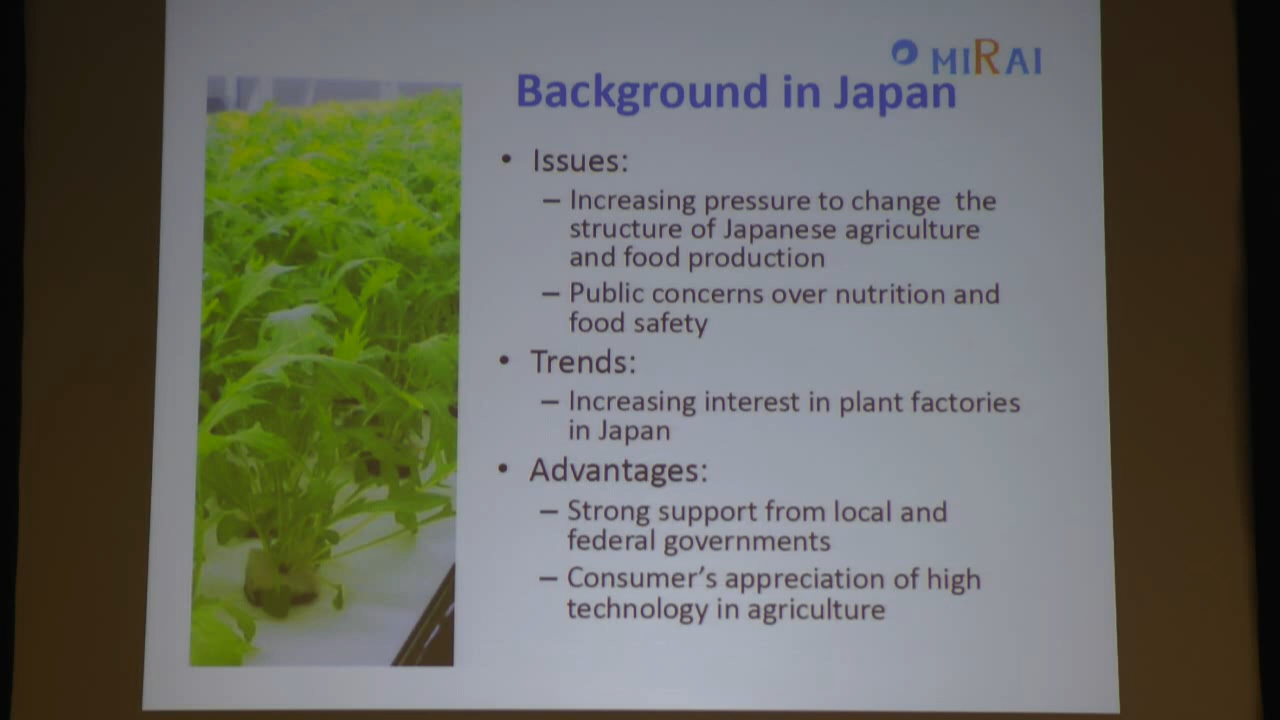 MIRAI
Background in Japan
• Issues:
– Increasing pressure to change the
structure of Japanese agriculture
and food production
– Public concerns over nutrition and
food safety
• Trends:
– Increasing interest in plant factories
in Japan
• Advantages:
– Strong support from local and
federal governments
– Consumer's appreciation of high
technology in agriculture